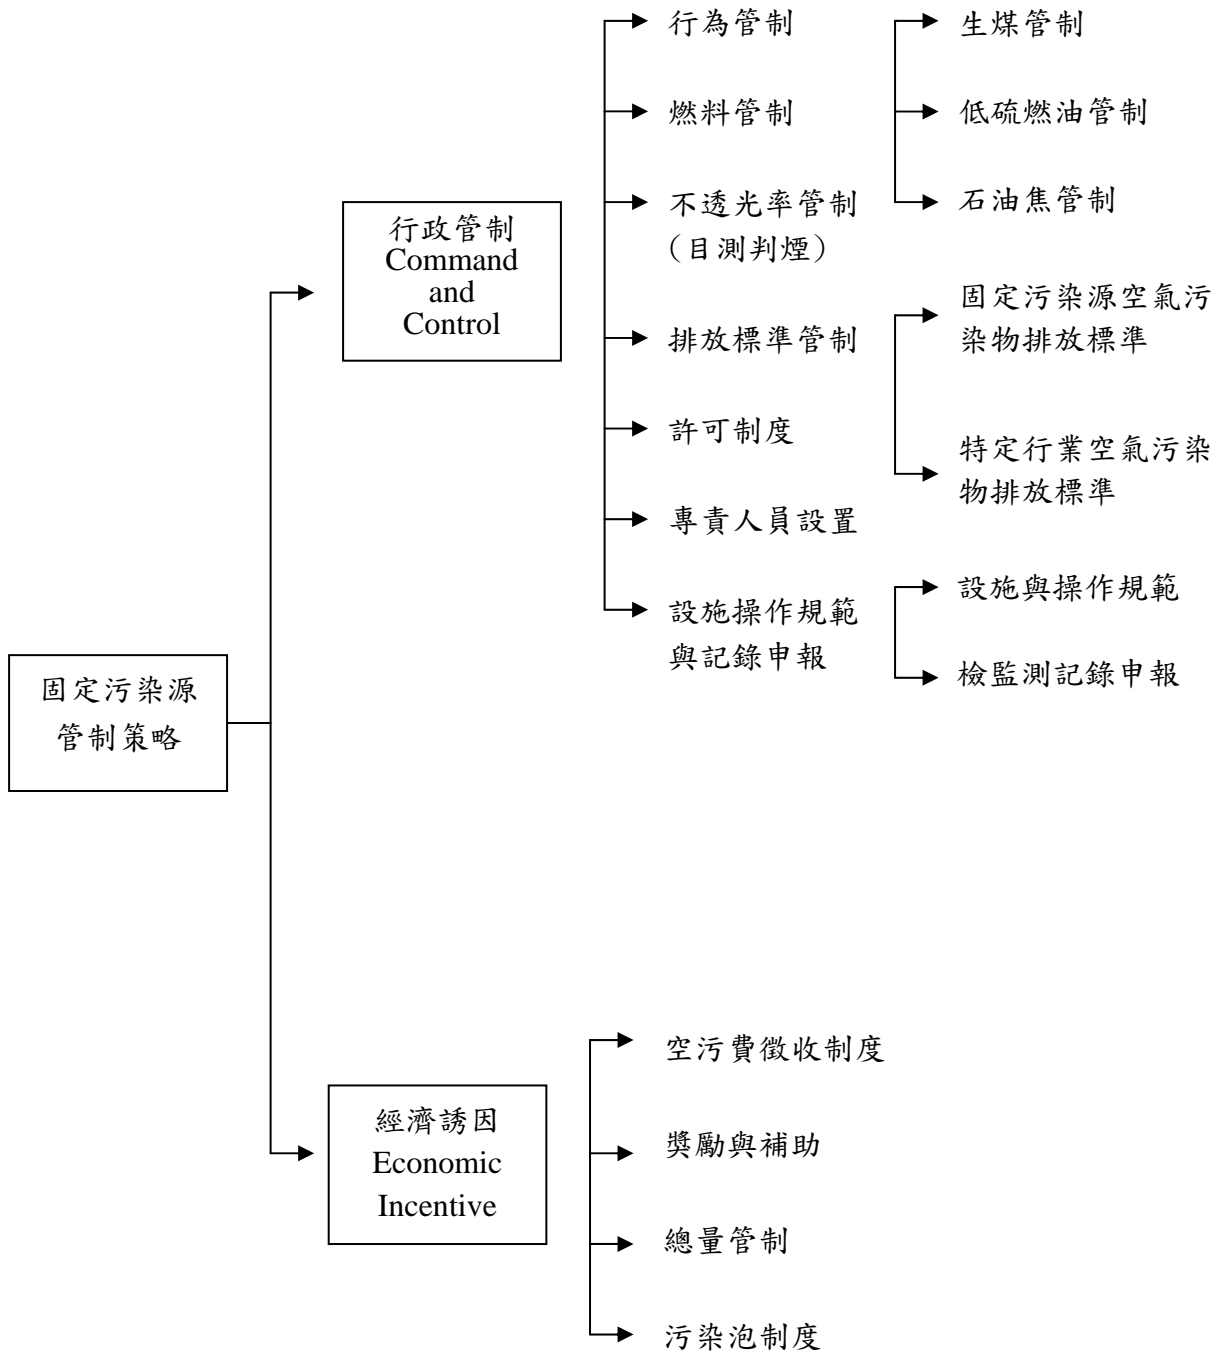 固定污染源
管制策略
行政管制
Command
and
Control
行為管制
燃料管制
生煤管制
低硫燃油管制
石油焦管制
不透光率管制
（目測判煙）
排放標準管制
固定污染源空氣污
染物排放標準
特定行業空氣污染
物排放標準
許可制度
專責人員設置
設施操作規範
與記錄申報
設施與操作規範
檢監測記錄申報
經濟誘因
Economic
Incentive
空污費徵收制度
獎勵與補助
總量管制
污染泡制度